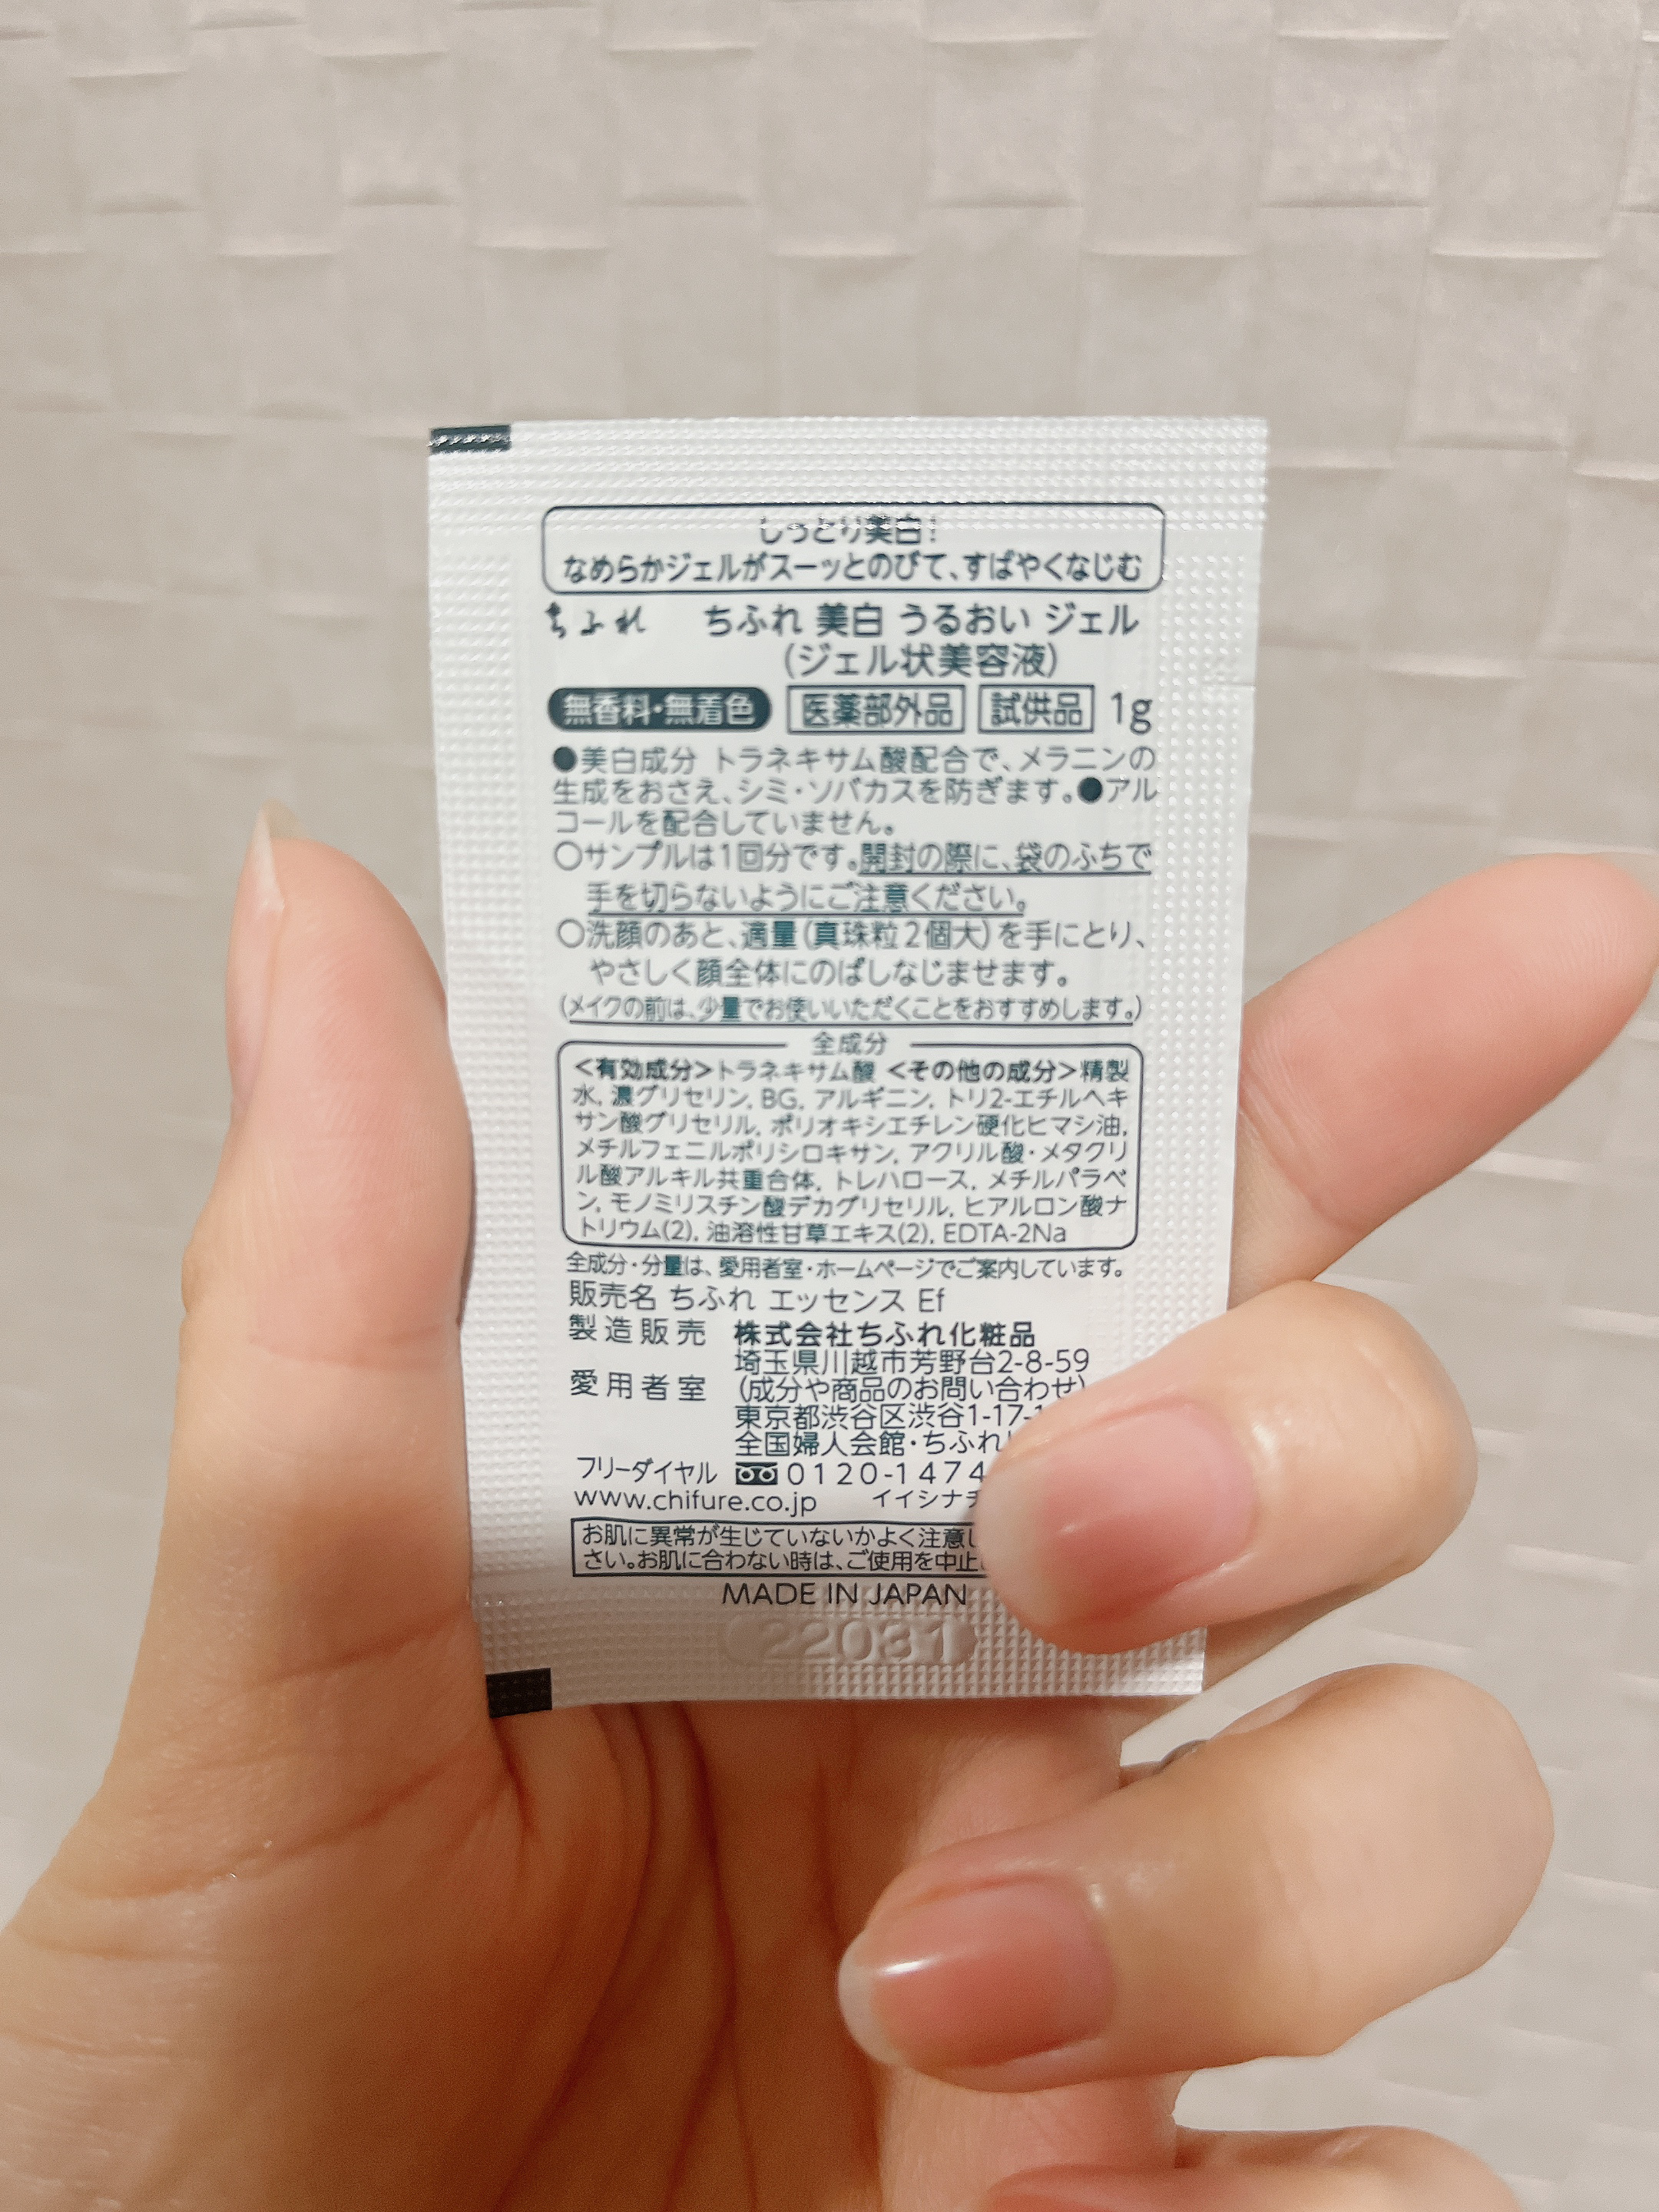 しっとり美白!
なめらかジェルがスーッとのびて、すばやくなじむ
ちふれ ちふれ 美白 うるおい ジェル
(ジェル状美容液)
無香料・無着色 医薬部外品 試供品 1g
●美白成分 トラネキサム酸配合で、メラニンの
生成をおさえ、シミ・ソバカスを防ぎます。●アル
コールを配合していません。
○サンプルは1回分です。開封の際に、袋のふちで
手を切らないようにご注意ください。
○洗顔のあと、適量(真珠粒2個大)を手にとり、
やさしく顔全体にのばしなじませます。
(メイクの前は、少量でお使いいただくことをおすすめします。)
全成分
<有効成分>トラネキサム酸 <その他の成分>精製
水, 濃グリセリン, BG, アルギニン, トリ2-エチルヘキ
サン酸グリセリル, ポリオキシエチレン硬化ヒマシ油,
メチルフェニルポリシロキサン, アクリル酸・メタクリ
ル酸アルキル共重合体, トレハロース, メチルパラベ
ン, モノミリスチン酸デカグリセリル, ヒアルロン酸ナ
トリウム(2), 油溶性甘草エキス(2), EDTA-2Na
全成分・分量は、愛用者室・ホームページでご案内しています。
販売名 ちふれ エッセンス Ef
製造販売 株式会社ちふれ化粧品
埼玉県川越市芳野台2-8-59
愛用者室 (成分や商品のお問い合わせ)
東京都渋谷区渋谷1-17-
全国婦人会館・ちふれ
フリーダイヤル 0120-1474
www.chifure.co.jp イイシナ
お肌に異常が生じていないかよく注意し
さい。お肌に合わない時は、ご使用を中止
MADE IN JAPAN
22031